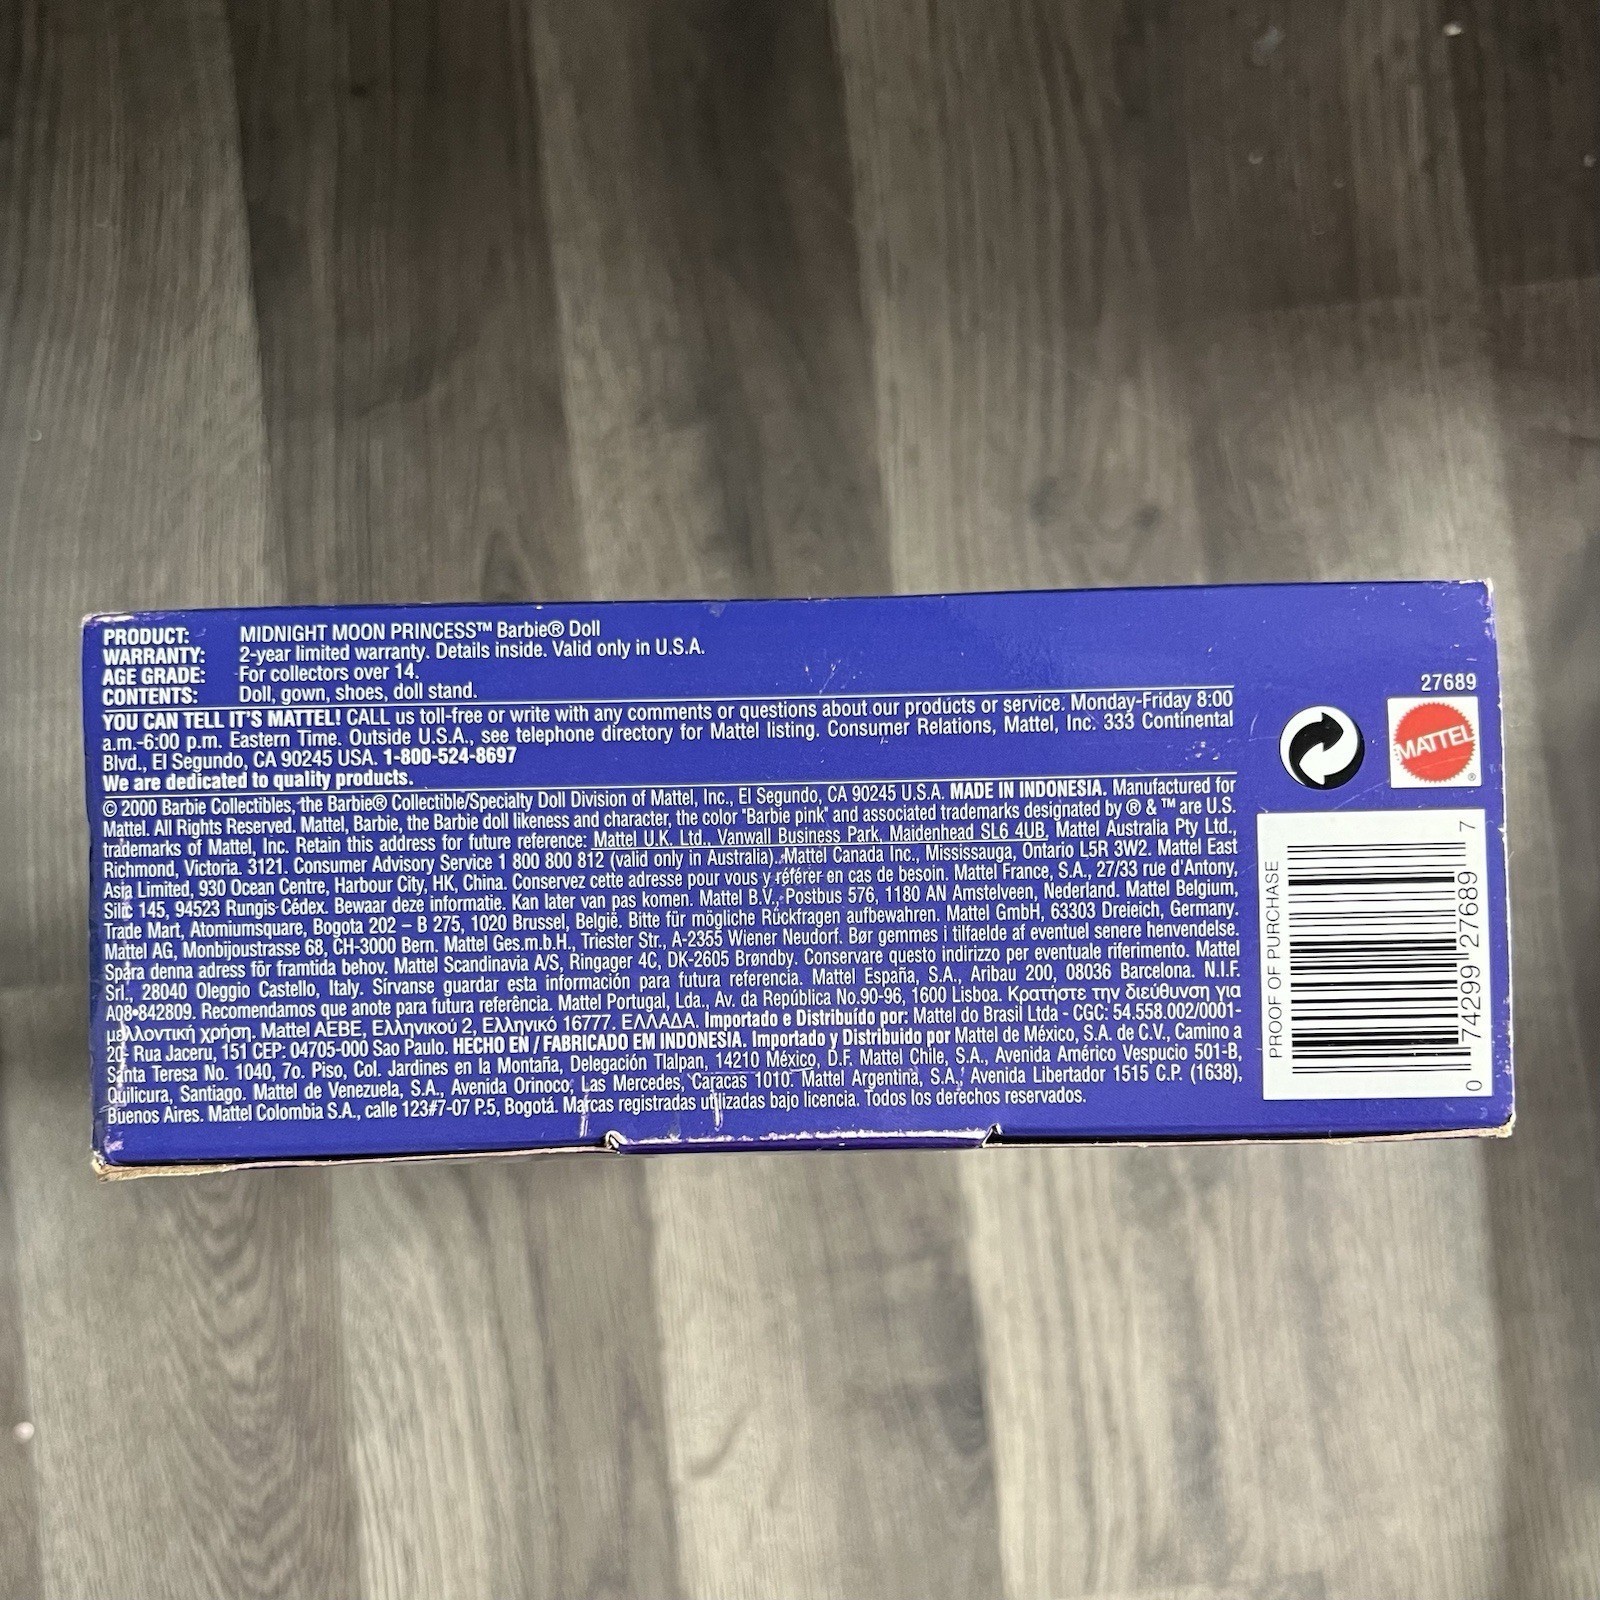 PRODUCT: MIDNIGHT MOON PRINCESS™ Barbie® Doll
WARRANTY: 2-year limited warranty. Details inside. Valid only in U.S.A.
AGE GRADE: For collectors over 14.
CONTENTS: Doll, gown, shoes, doll stand.
YOU CAN TELL IT'S MATTEL! CALL us toll-free or write with any comments or questions about our products or service. Monday-Friday 8:00
a.m.-6:00 p.m. Eastern Time. Outside U.S.A., see telephone directory for Mattel listing. Consumer Relations, Mattel, Inc. 333 Continental
Blvd., El Segundo, CA 90245 USA. 1-800-524-8697
We are dedicated to quality products.
© 2000 Barbie Collectibles, the Barbie® Collectible/Specialty Doll Division of Mattel, Inc., El Segundo, CA 90245 U.S.A. MADE IN INDONESIA. Manufactured for
Mattel. All Rights Reserved. Mattel, Barbie, the Barbie doll likeness and character, the color "Barbie pink" and associated trademarks designated by ® & ™ are U.S.
trademarks of Mattel, Inc. Retain this address for future reference: Mattel U.K. Ltd., Vanwall Business Park, Maidenhead SL6 4UB. Mattel Australia Pty Ltd.,
Richmond, Victoria. 3121. Consumer Advisory Service 1 800 800 812 (valid only in Australia). Mattel Canada Inc., Mississauga, Ontario L5R 3W2. Mattel East
Asia Limited, 930 Ocean Centre, Harbour City, HK, China. Conservez cette adresse pour vous y référer en cas de besoin. Mattel France, S.A., 27/33 rue d'Antony,
Silic 145, 94523 Rungis Cédex. Bewaar deze informatie. Kan later van pas komen. Mattel B.V., Postbus 576, 1180 AN Amstelveen, Nederland. Mattel Belgium,
Trade Mart, Atomiumsquare, Bogota 202 – B 275, 1020 Brussel, België. Bitte für mögliche Rückfragen aufbewahren. Mattel GmbH, 63303 Dreieich, Germany.
Mattel AG, Monbijoustrasse 68, CH-3000 Bern. Mattel Ges.m.b.H., Triester Str., A-2355 Wiener Neudorf. Bør gemmes i tilfaelde af eventuel senere henvendelse.
Spara denna adress för framtida behov. Mattel Scandinavia A/S, Ringager 4C, DK-2605 Brøndby. Conservare questo indirizzo per eventuale riferimento. Mattel
Srl., 28040 Oleggio Castello, Italy. Sírvanse guardar esta información para futura referencia. Mattel España, S.A., Aribau 200, 08036 Barcelona. N.I.F.
A08•842809. Recomendamos que anote para futura referência. Mattel Portugal, Lda., Av. da República No.90-96, 1600 Lisboa. Κρατήστε την διεύθυνση για
μελλοντική χρήση. Mattel AEBE, Ελληνικού 2, Ελληνικό 16777. ΕΛΛΑΔΑ. Importado e Distribuído por: Mattel do Brasil Ltda - CGC: 54.558.002/0001-
20- Rua Jaceru, 151 CEP: 04705-000 Sao Paulo. HECHO EN / FABRICADO EM INDONESIA. Importado y Distribuido por Mattel de México, S.A. de C.V., Camino a
Santa Teresa No. 1040, 7o. Piso, Col. Jardines en la Montaña, Delegación Tlalpan, 14210 México, D.F. Mattel Chile, S.A., Avenida Américo Vespucio 501-B,
Quilicura, Santiago. Mattel de Venezuela, S.A., Avenida Orinoco, Las Mercedes, Caracas 1010. Mattel Argentina, S.A., Avenida Libertador 1515 C.P. (1638),
Buenos Aires. Mattel Colombia S.A., calle 123#7-07 P.5, Bogotá. Marcas registradas utilizadas bajo licencia. Todos los derechos reservados.
27689
MATTEL®
PROOF OF PURCHASE
0 74299 27689 7